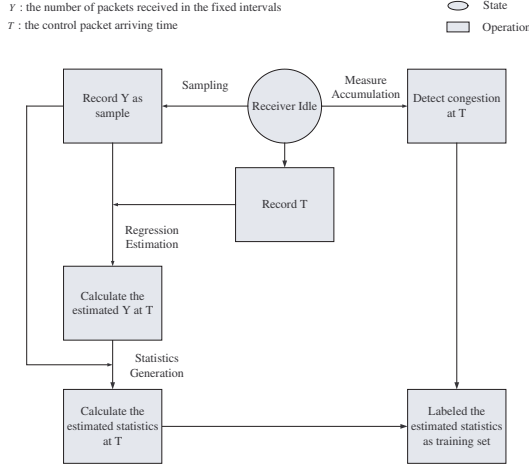 Y : the number of packets received in the fixed intervals
T : the control packet arriving time
State
Operation
Sampling
Measure
Accumulation
Record Y as
sample
Receiver Idle
Detect congestion
at T
Record T
Regression
Estimation
Calculate the
estimated Y at T
Statistics
Generation
Calculate the
estimated statistics
at T
Labeled the
estimated statistics
as training set